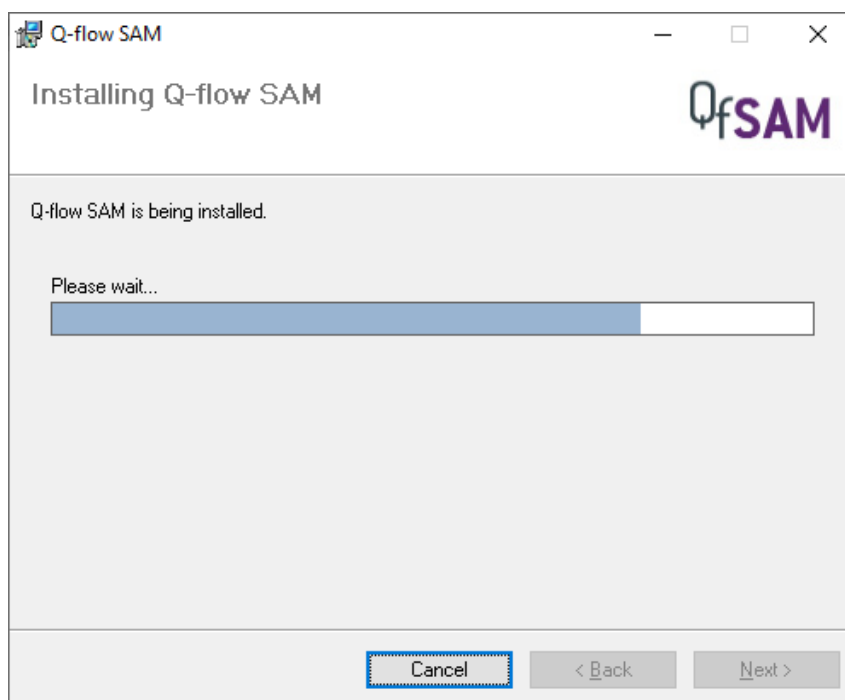 Q-flow SAM
Installing Q-flow SAM
QfSAM
Q-flow SAM is being installed.
Please wait...
Cancel
< Back
Next >